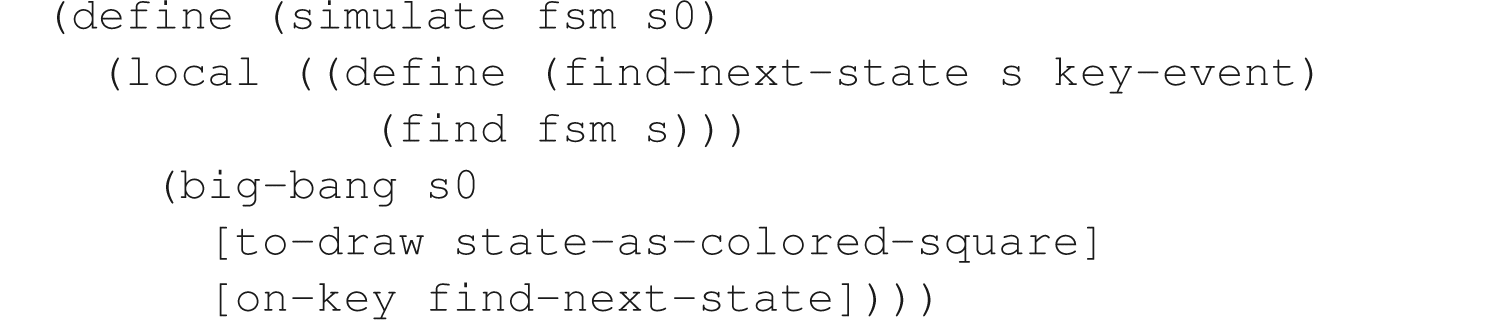 (define (simulate fsm s0)
(local ((define (find-next-state s key-event)
(find fsm s)))
(big-bang s0
[to-draw state-as-colored-square]
[on-key find-next-state])))